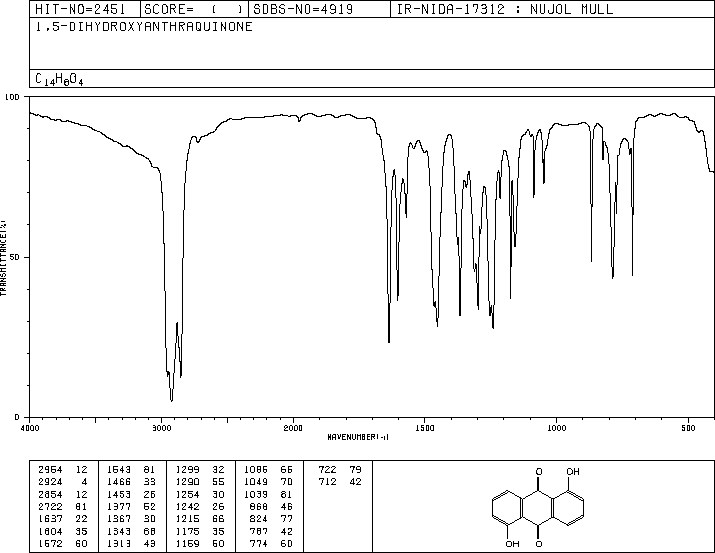 HIT-NO=2451 SCORE= ( ) SDBS-NO=4919 IR-NIDA-17312 : NUJOL MULL
1,5-DIHYDROXYANTHRAQUINONE
C14H8O4
100
50
0
TRANSMITTANCE(%)
4000 3000 2000 1500 1000 500
WAVENUMBER(-1)
2954 12 1543 81 1299 32 1086 66 722 79
2924 4 1466 33 1290 55 1049 70 712 42
2854 12 1453 26 1254 30 1039 81
2722 81 1377 52 1242 26 868 46
1637 22 1367 30 1215 66 824 77
1604 35 1343 68 1175 35 787 42
1572 60 1313 43 1159 50 774 60
O OH
OH O